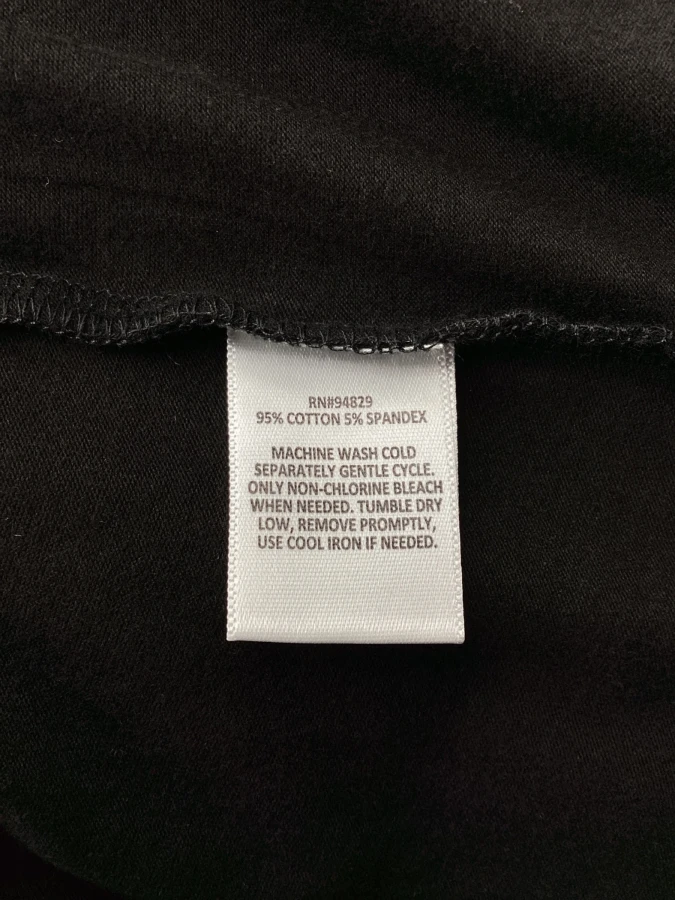 RN#94829
95% COTTON 5% SPANDEX
MACHINE WASH COLD
SEPARATELY GENTLE CYCLE.
ONLY NON-CHLORINE BLEACH
WHEN NEEDED. TUMBLE DRY
LOW, REMOVE PROMPTLY,
USE COOL IRON IF NEEDED.